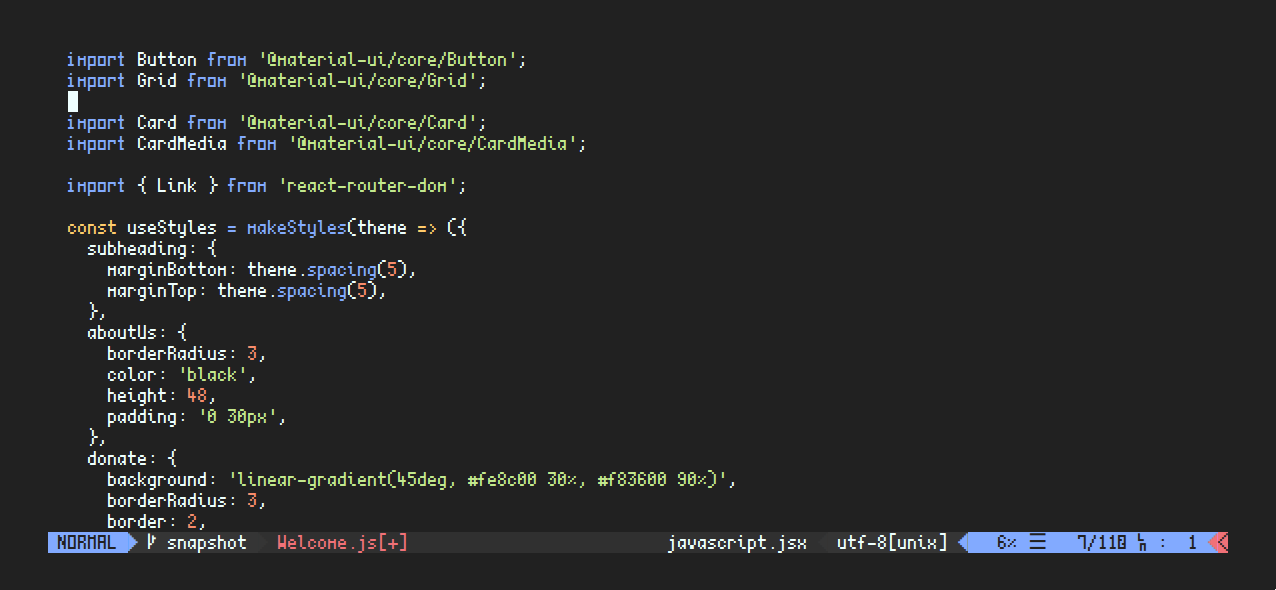 import Button from '@material-ui/core/Button';
import Grid from '@material-ui/core/Grid';
import Card from '@material-ui/core/Card';
import CardMedia from '@material-ui/core/CardMedia';
import { Link } from 'react-router-dom';
const useStyles = makeStyles(theme => ({
  subheading: {
    marginBottom: theme.spacing(5),
    marginTop: theme.spacing(5),
  },
  aboutUs: {
    borderRadius: 3,
    color: 'black',
    height: 48,
    padding: '0 30px',
  },
  donate: {
    background: 'linear-gradient(45deg, #fe8c00 30%, #f83600 90%)',
    borderRadius: 3,
    border: 2,
NORMAL snapshot Welcome.js[+] javascript.jsx utf-8[unix] 6% ☰ 7/110 ㏑ : 1